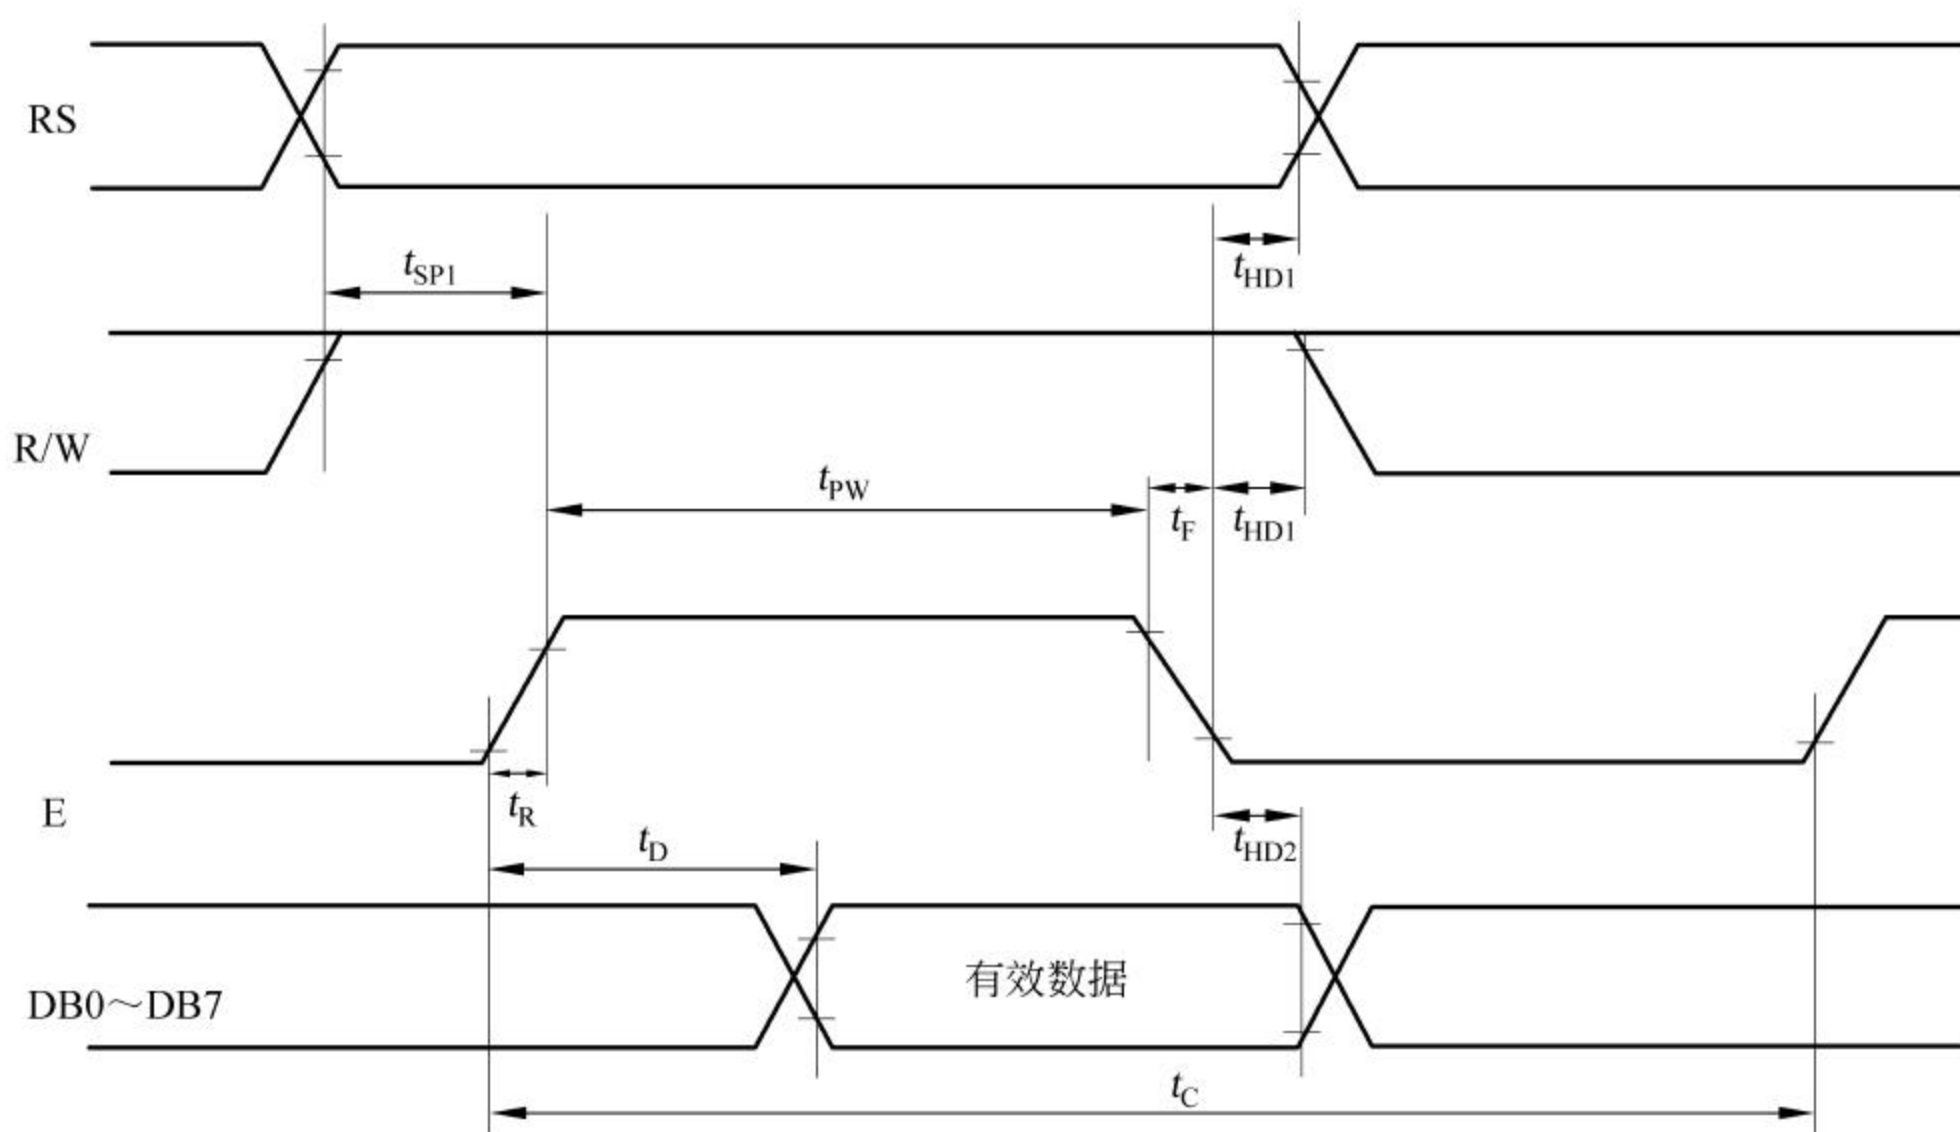 RS
tHD1
tSP1
R/W
tPW
tF
tHD1
E
tR
tD
tHD2
有效数据
DB0～DB7
tC